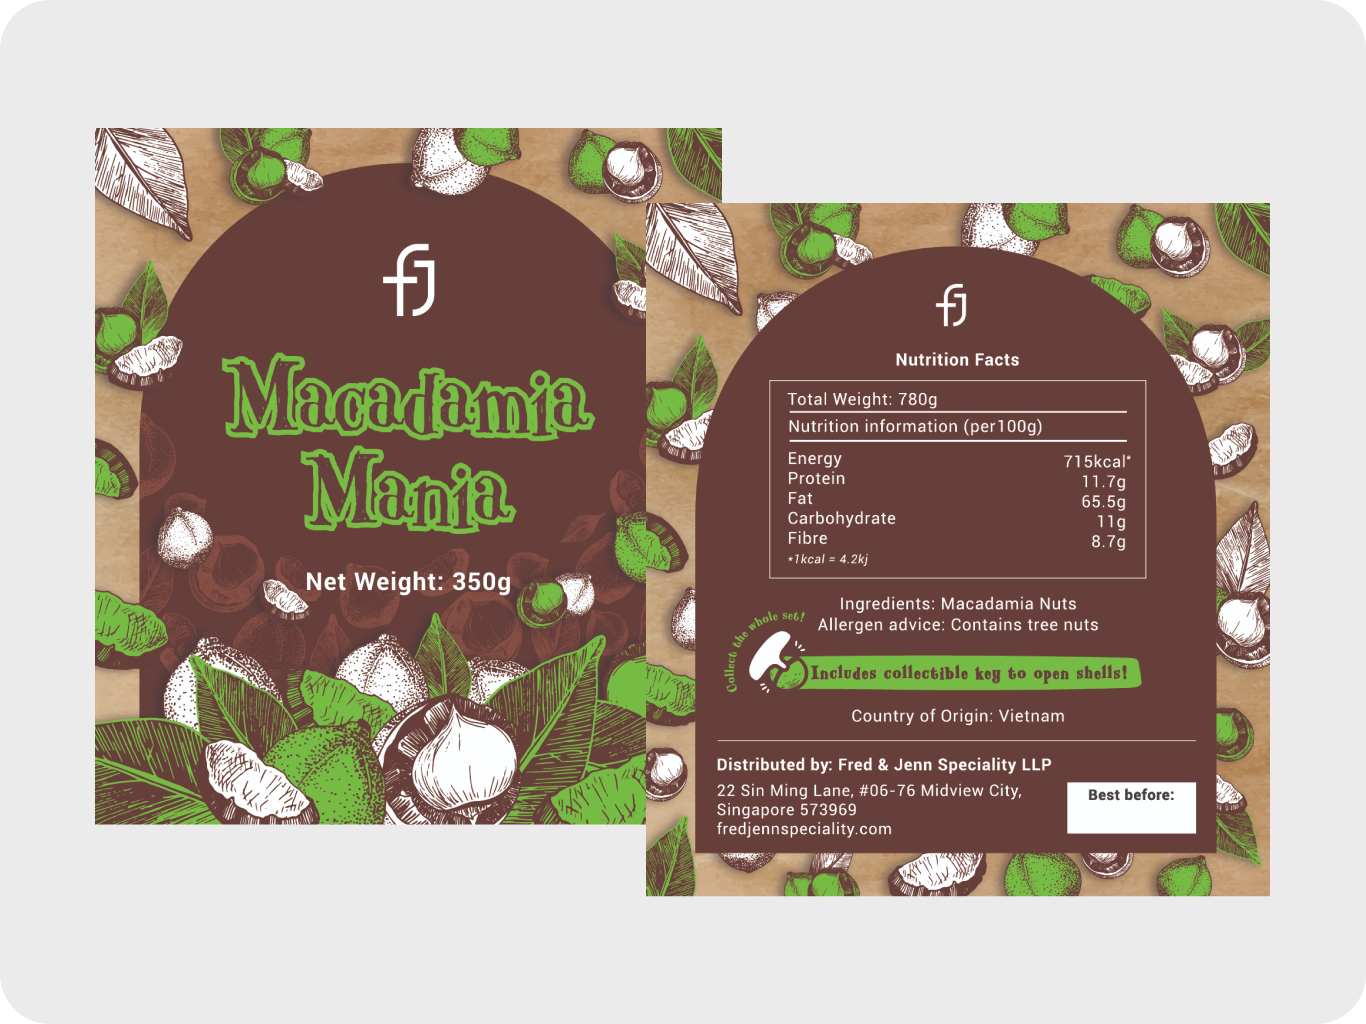 fj
Macadamia
Mania
Net Weight: 350g
fj
Nutrition Facts
Total Weight: 780g
Nutrition information (per100g)
Energy 715kcal*
Protein 11.7g
Fat 65.5g
Carbohydrate 11g
Fibre 8.7g
*1kcal = 4.2kj
Ingredients: Macadamia Nuts
Allergen advice: Contains tree nuts
Collect the whole set!
Includes collectible key to open shells!
Country of Origin: Vietnam
Distributed by: Fred & Jenn Speciality LLP
22 Sin Ming Lane, #06-76 Midview City,
Singapore 573969
fredjennspeciality.com
Best before: